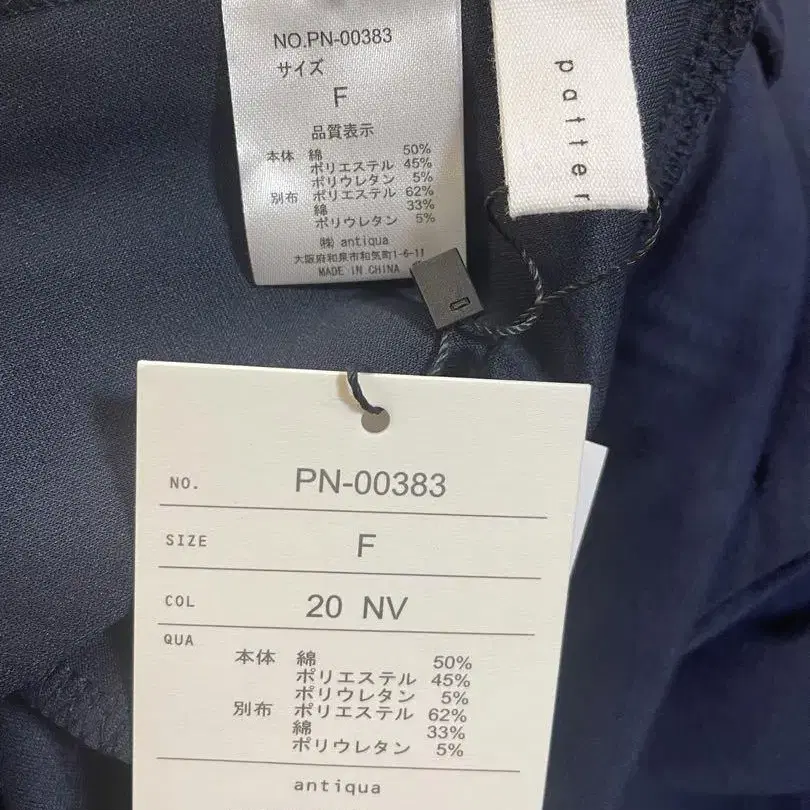 NO.PN-00383
サイズ
F
品質表示
本体 綿 50%
ポリエステル 45%
ポリウレタン 5%
別布 ポリエステル 62%
綿 33%
ポリウレタン 5%
㈱ antiqua
大阪府和泉市和気町1-6-11
MADE IN CHINA
patter
NO. PN-00383
SIZE F
COL 20 NV
QUA
本体 綿 50%
ポリエステル 45%
ポリウレタン 5%
別布 ポリエステル 62%
綿 33%
ポリウレタン 5%
antiqua